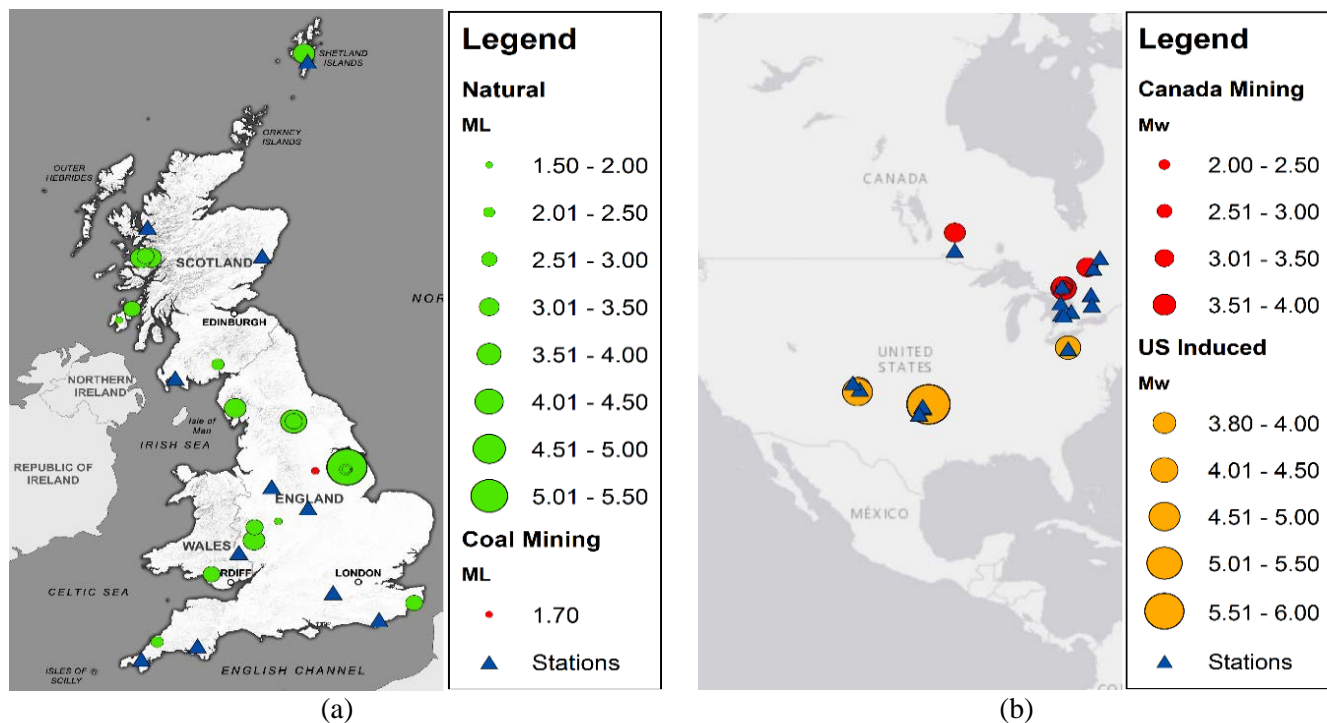 SHETLAND
ISLANDS
ORKNEY
ISLANDS
OUTER
HEBRIDES
SCOTLAND
NOR
EDINBURGH
NORTHERN
IRELAND
Isle of
Man
IRISH SEA
REPUBLIC OF
IRELAND
ENGLAND
WALES
RDIFF
LONDON
CELTIC SEA
ISLES OF
SCILLY
ENGLISH CHANNEL
Legend
Natural
ML
1.50 - 2.00
2.01 - 2.50
2.51 - 3.00
3.01 - 3.50
3.51 - 4.00
4.01 - 4.50
4.51 - 5.00
5.01 - 5.50
Coal Mining
ML
1.70
Stations
(a)
CANADA
UNITED
STATES
MÉXICO
CO
Legend
Canada Mining
Mw
2.00 - 2.50
2.51 - 3.00
3.01 - 3.50
3.51 - 4.00
US Induced
Mw
3.80 - 4.00
4.01 - 4.50
4.51 - 5.00
5.01 - 5.50
5.51 - 6.00
Stations
(b)